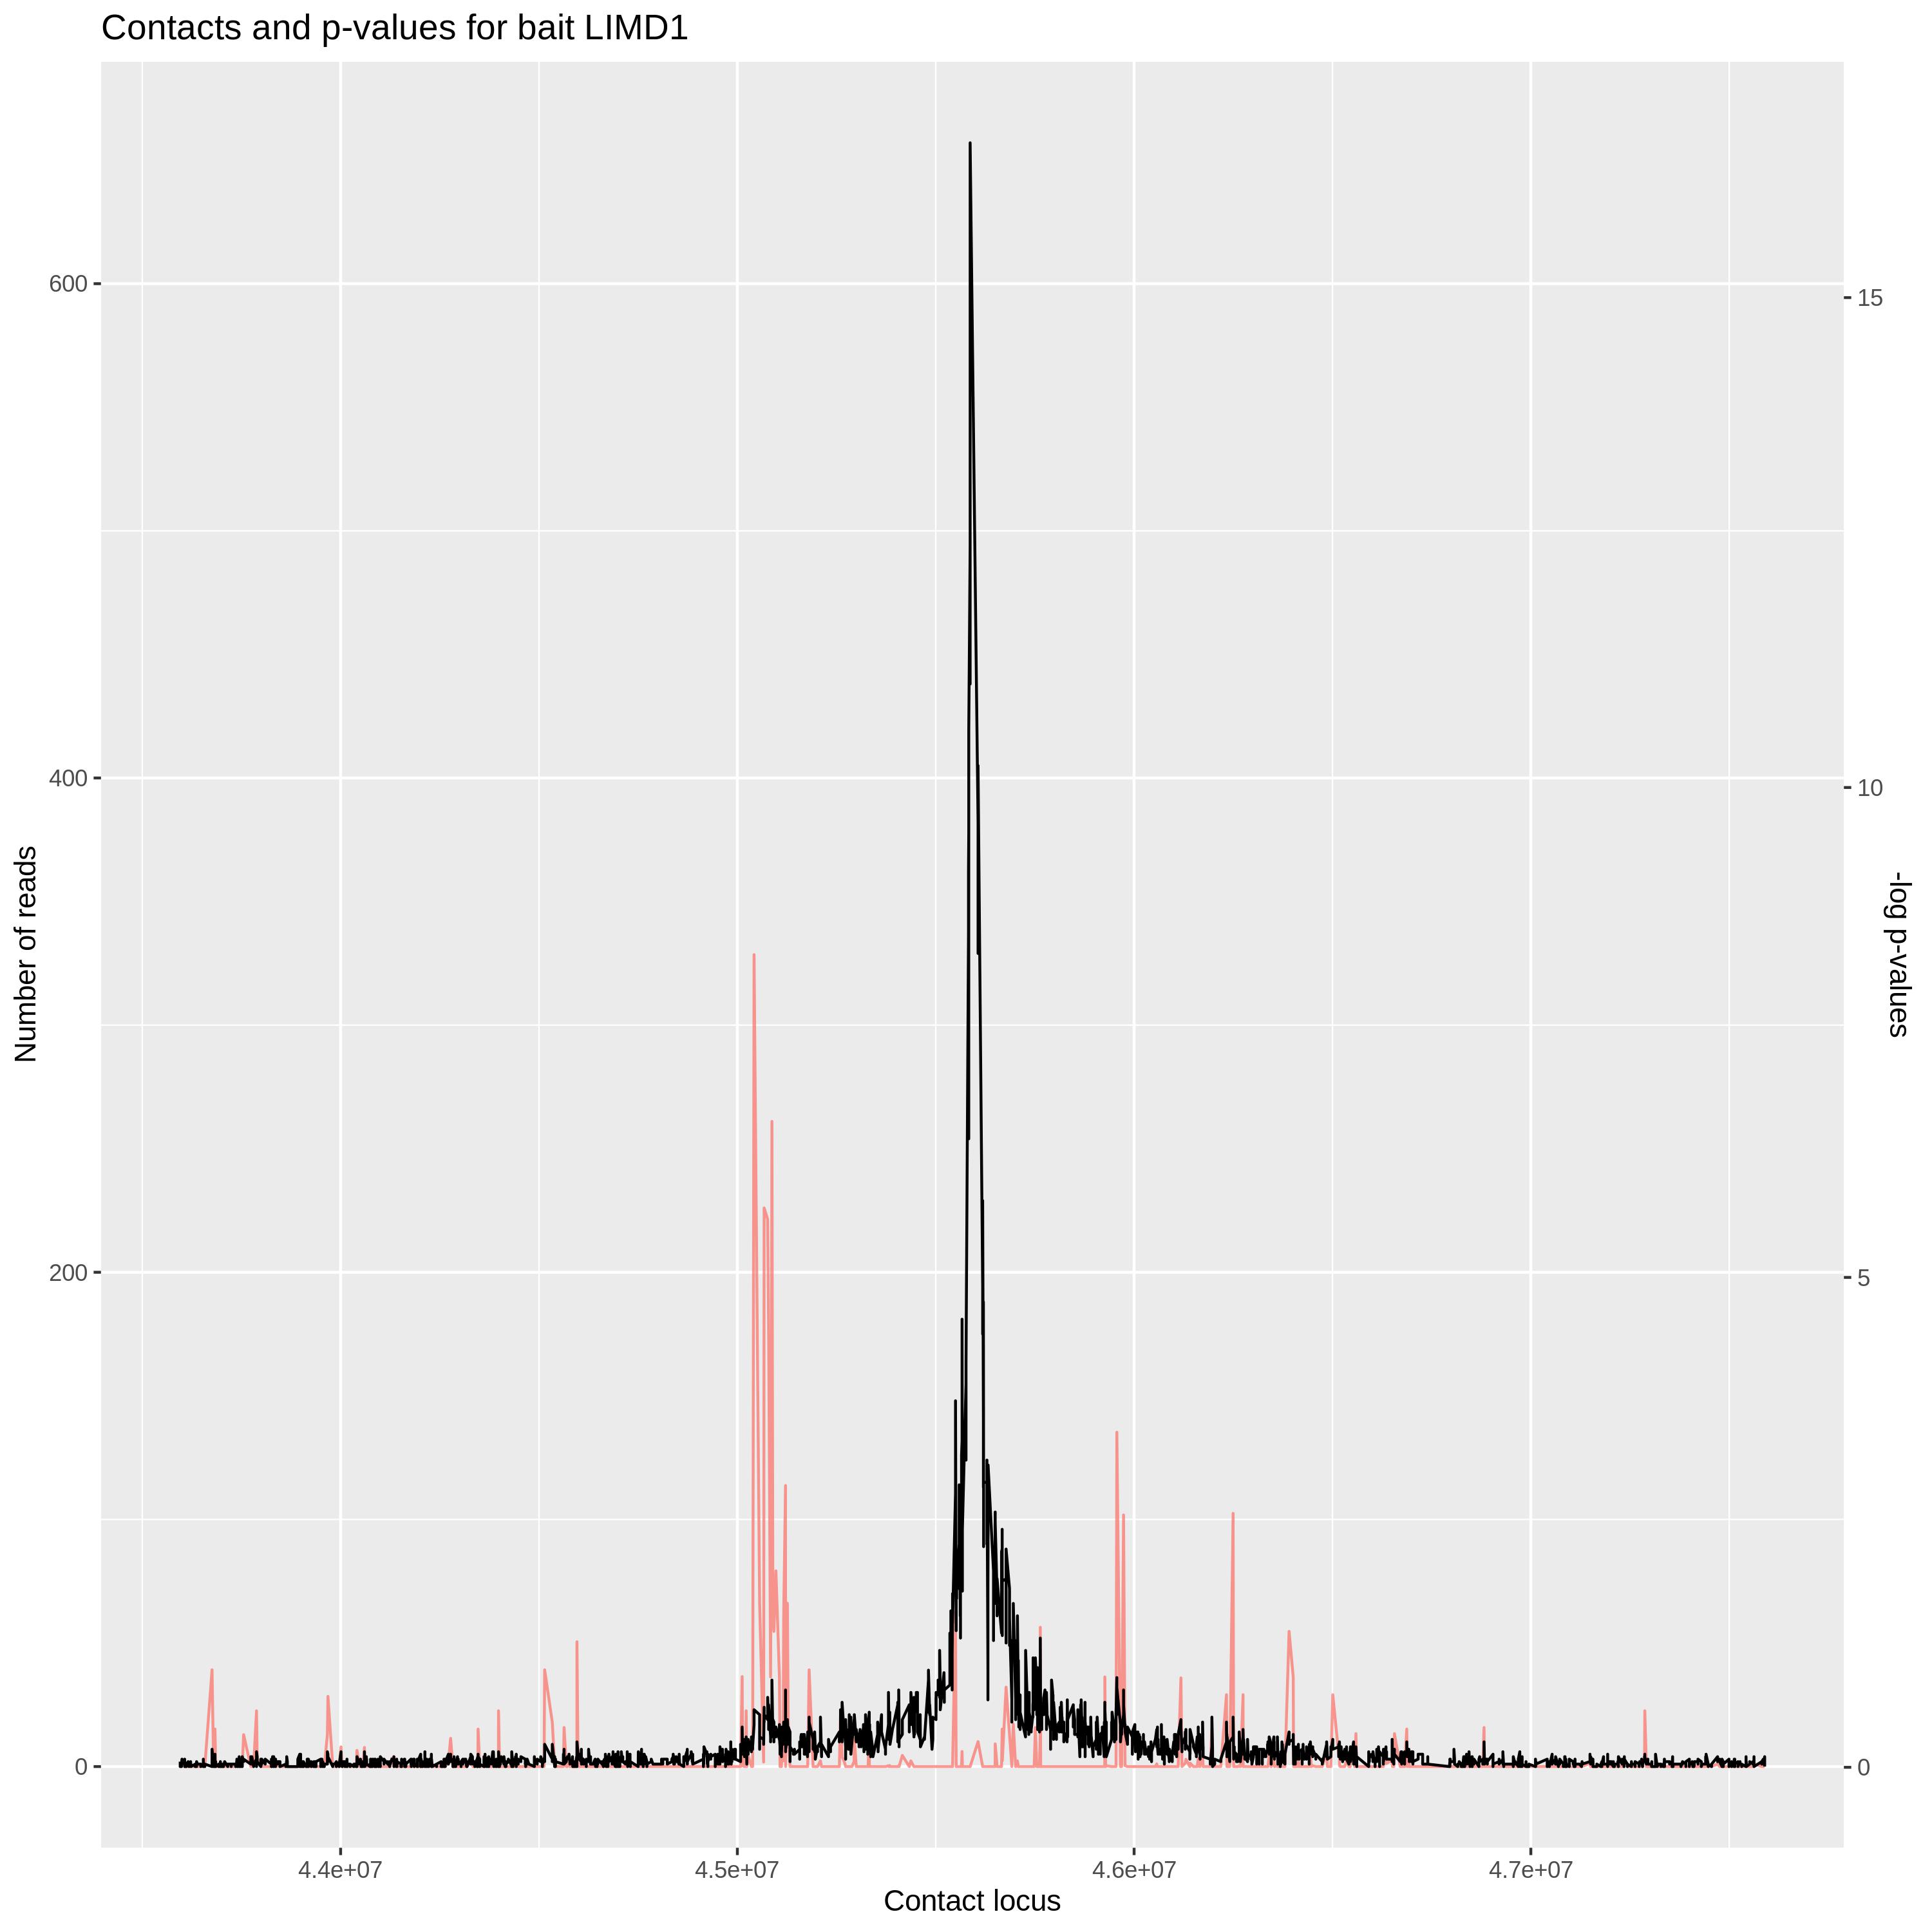 Contacts and p-values for bait LIMD1
600
400
200
0
Number of reads
15
10
5
0
-log p-values
4.4e+07 4.5e+07 4.6e+07 4.7e+07
Contact locus